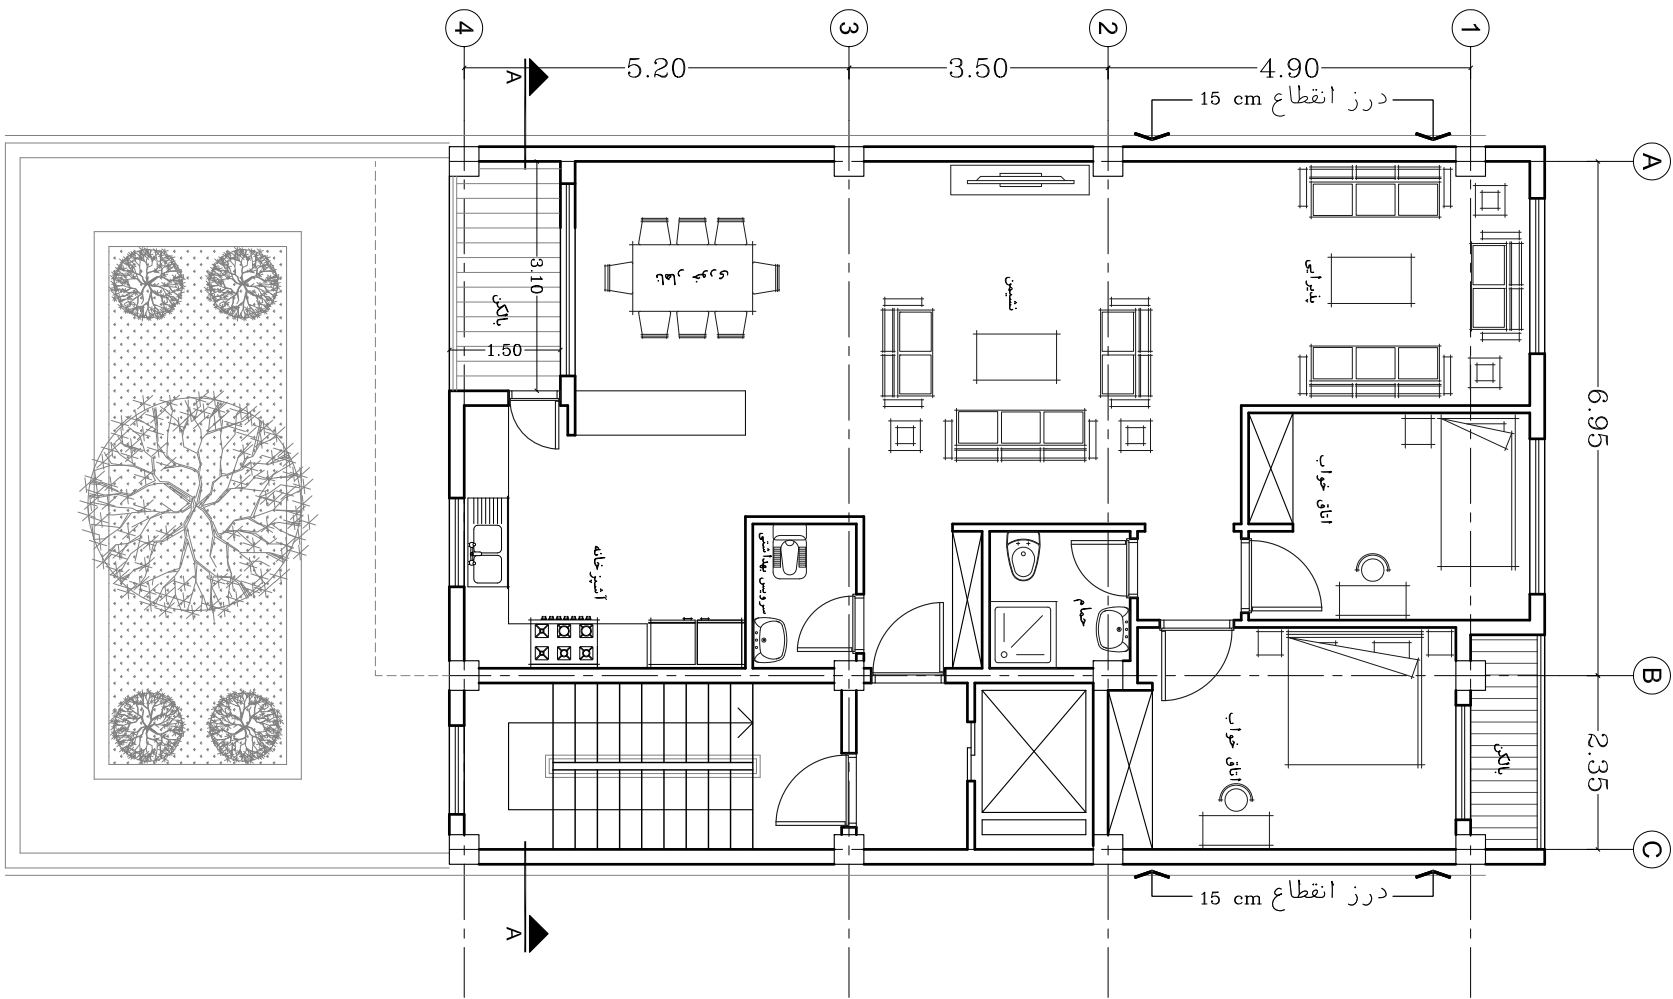 4
3
2
1
5.20
3.50
4.90
A
درز انقطاع 15 cm
A
6.95
B
2.35
C
3.10
1.50
بالکن
ناهار خوری
نشیمن
پذیرایی
اتاق خواب
آشپزخانه
سرویس بهداشتی
حمام
اتاق خواب
بالکن
درز انقطاع 15 cm
A